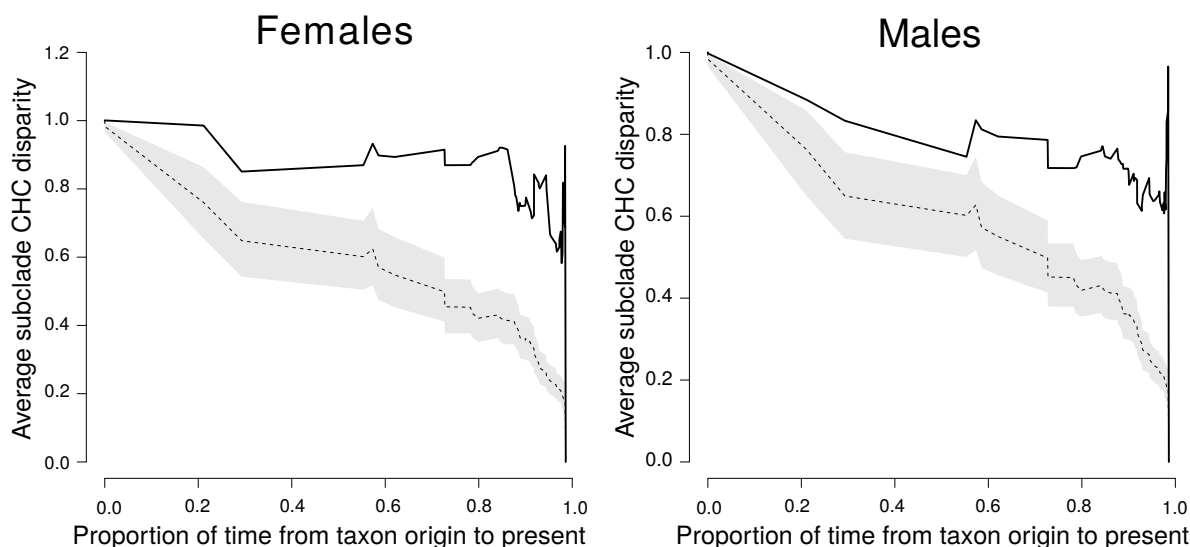 Females
Average subclade CHC disparity
1.2
1.0
0.8
0.6
0.4
0.2
0.0
0.0 0.2 0.4 0.6 0.8 1.0
Proportion of time from taxon origin to present
Males
Average subclade CHC disparity
1.0
0.8
0.6
0.4
0.2
0.0
0.0 0.2 0.4 0.6 0.8 1.0
Proportion of time from taxon origin to present